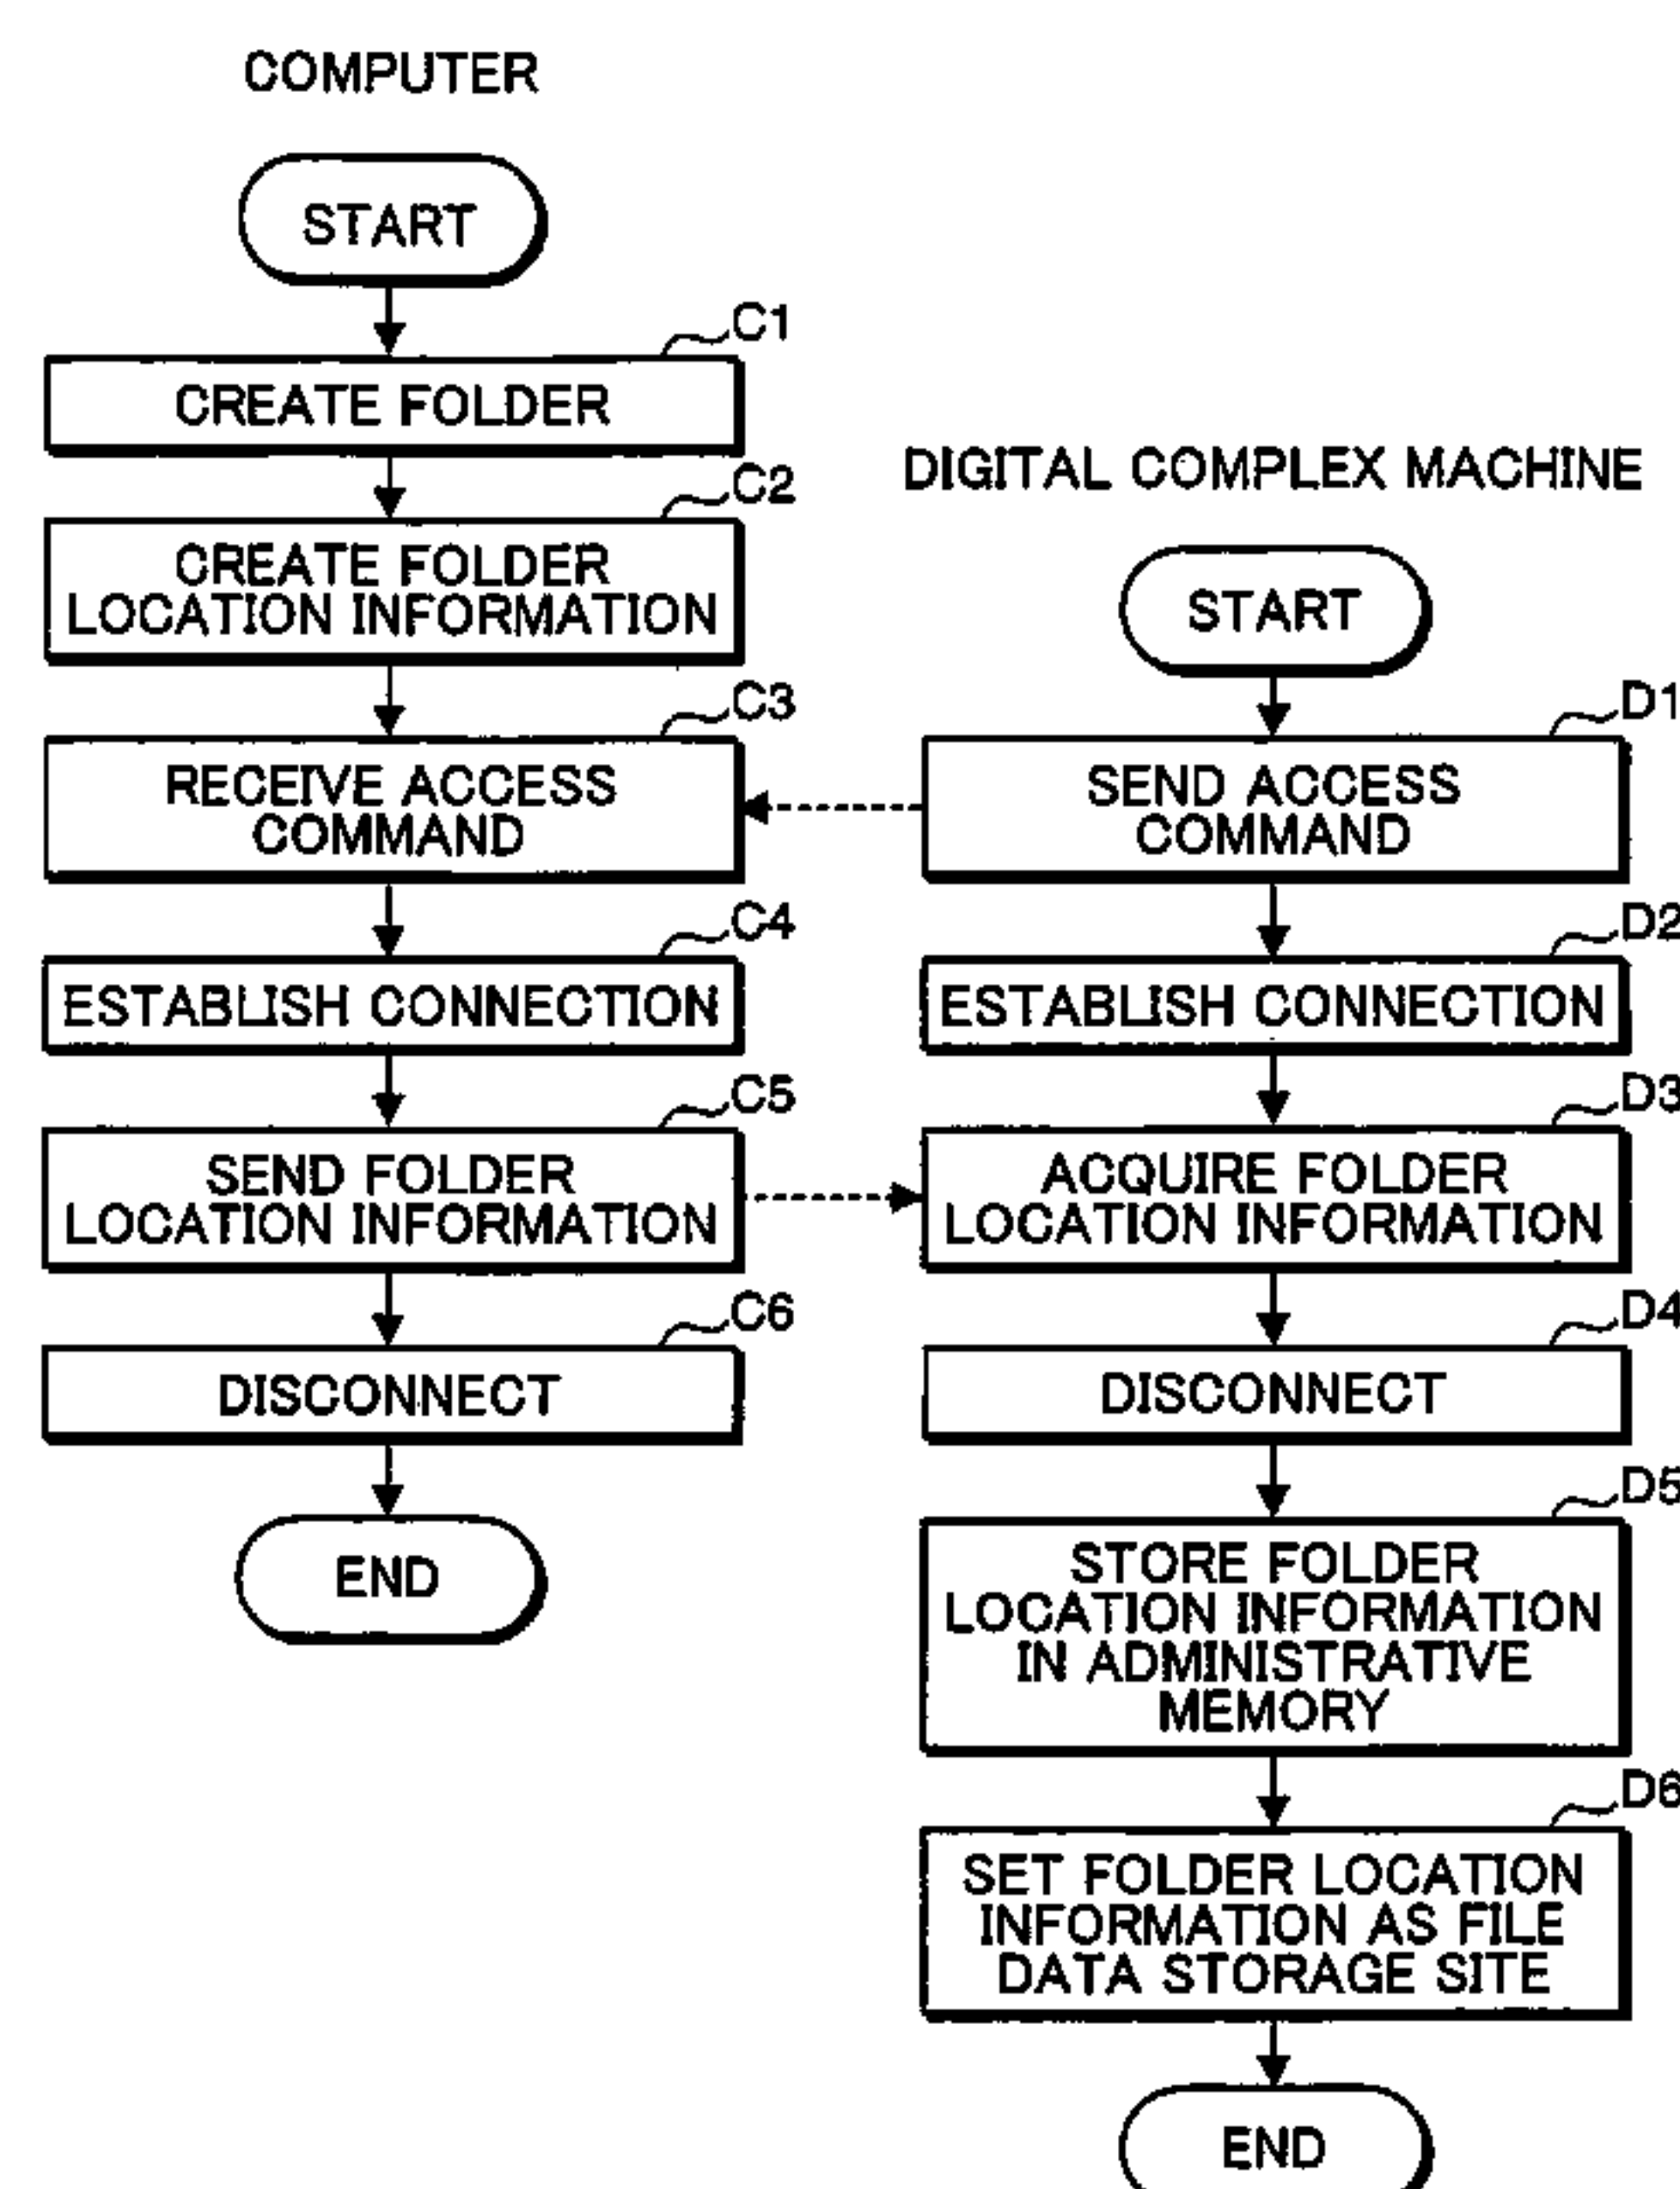 COMPUTER
START
C1
CREATE FOLDER
C2
CREATE FOLDER
LOCATION INFORMATION
C3
RECEIVE ACCESS
COMMAND
C4
ESTABLISH CONNECTION
C5
SEND FOLDER
LOCATION INFORMATION
C6
DISCONNECT
END
DIGITAL COMPLEX MACHINE
START
D1
SEND ACCESS
COMMAND
D2
ESTABLISH CONNECTION
D3
ACQUIRE FOLDER
LOCATION INFORMATION
D4
DISCONNECT
D5
STORE FOLDER
LOCATION INFORMATION
IN ADMINISTRATIVE
MEMORY
D6
SET FOLDER LOCATION
INFORMATION AS FILE
DATA STORAGE SITE
END